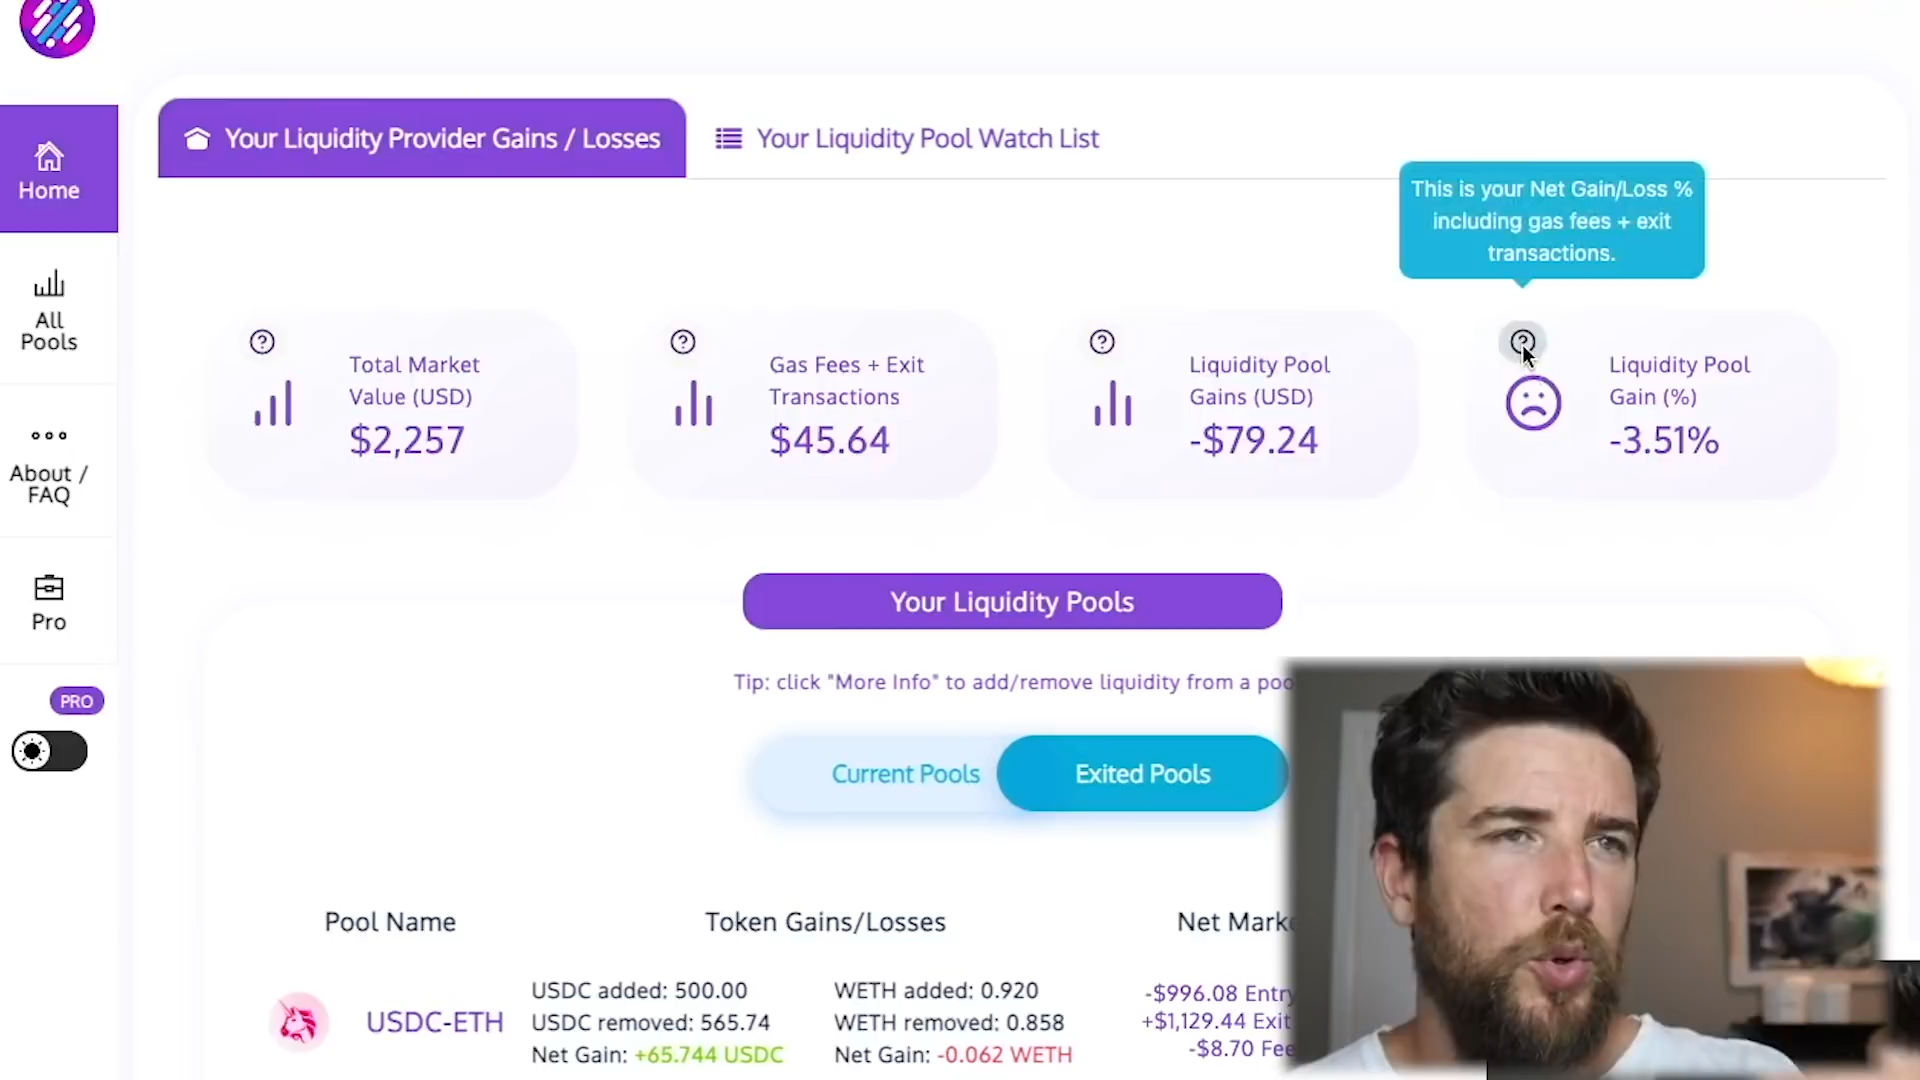 Your Liquidity Provider Gains / Losses
Your Liquidity Pool Watch List
This is your Net Gain/Loss %
including gas fees + exit
transactions.
Home
All
Pools
About /
FAQ
Pro
PRO
Total Market
Value (USD)
$2,257
Gas Fees + Exit
Transactions
$45.64
Liquidity Pool
Gains (USD)
-$79.24
Liquidity Pool
Gain (%)
-3.51%
Your Liquidity Pools
Tip: click "More Info" to add/remove liquidity from a poo
Current Pools
Exited Pools
Pool Name
Token Gains/Losses
Net Marke
USDC-ETH
USDC added: 500.00
USDC removed: 565.74
Net Gain: +65.744 USDC
WETH added: 0.920
WETH removed: 0.858
Net Gain: -0.062 WETH
-$996.08 Entry
+$1,129.44 Exit
-$8.70 Fee